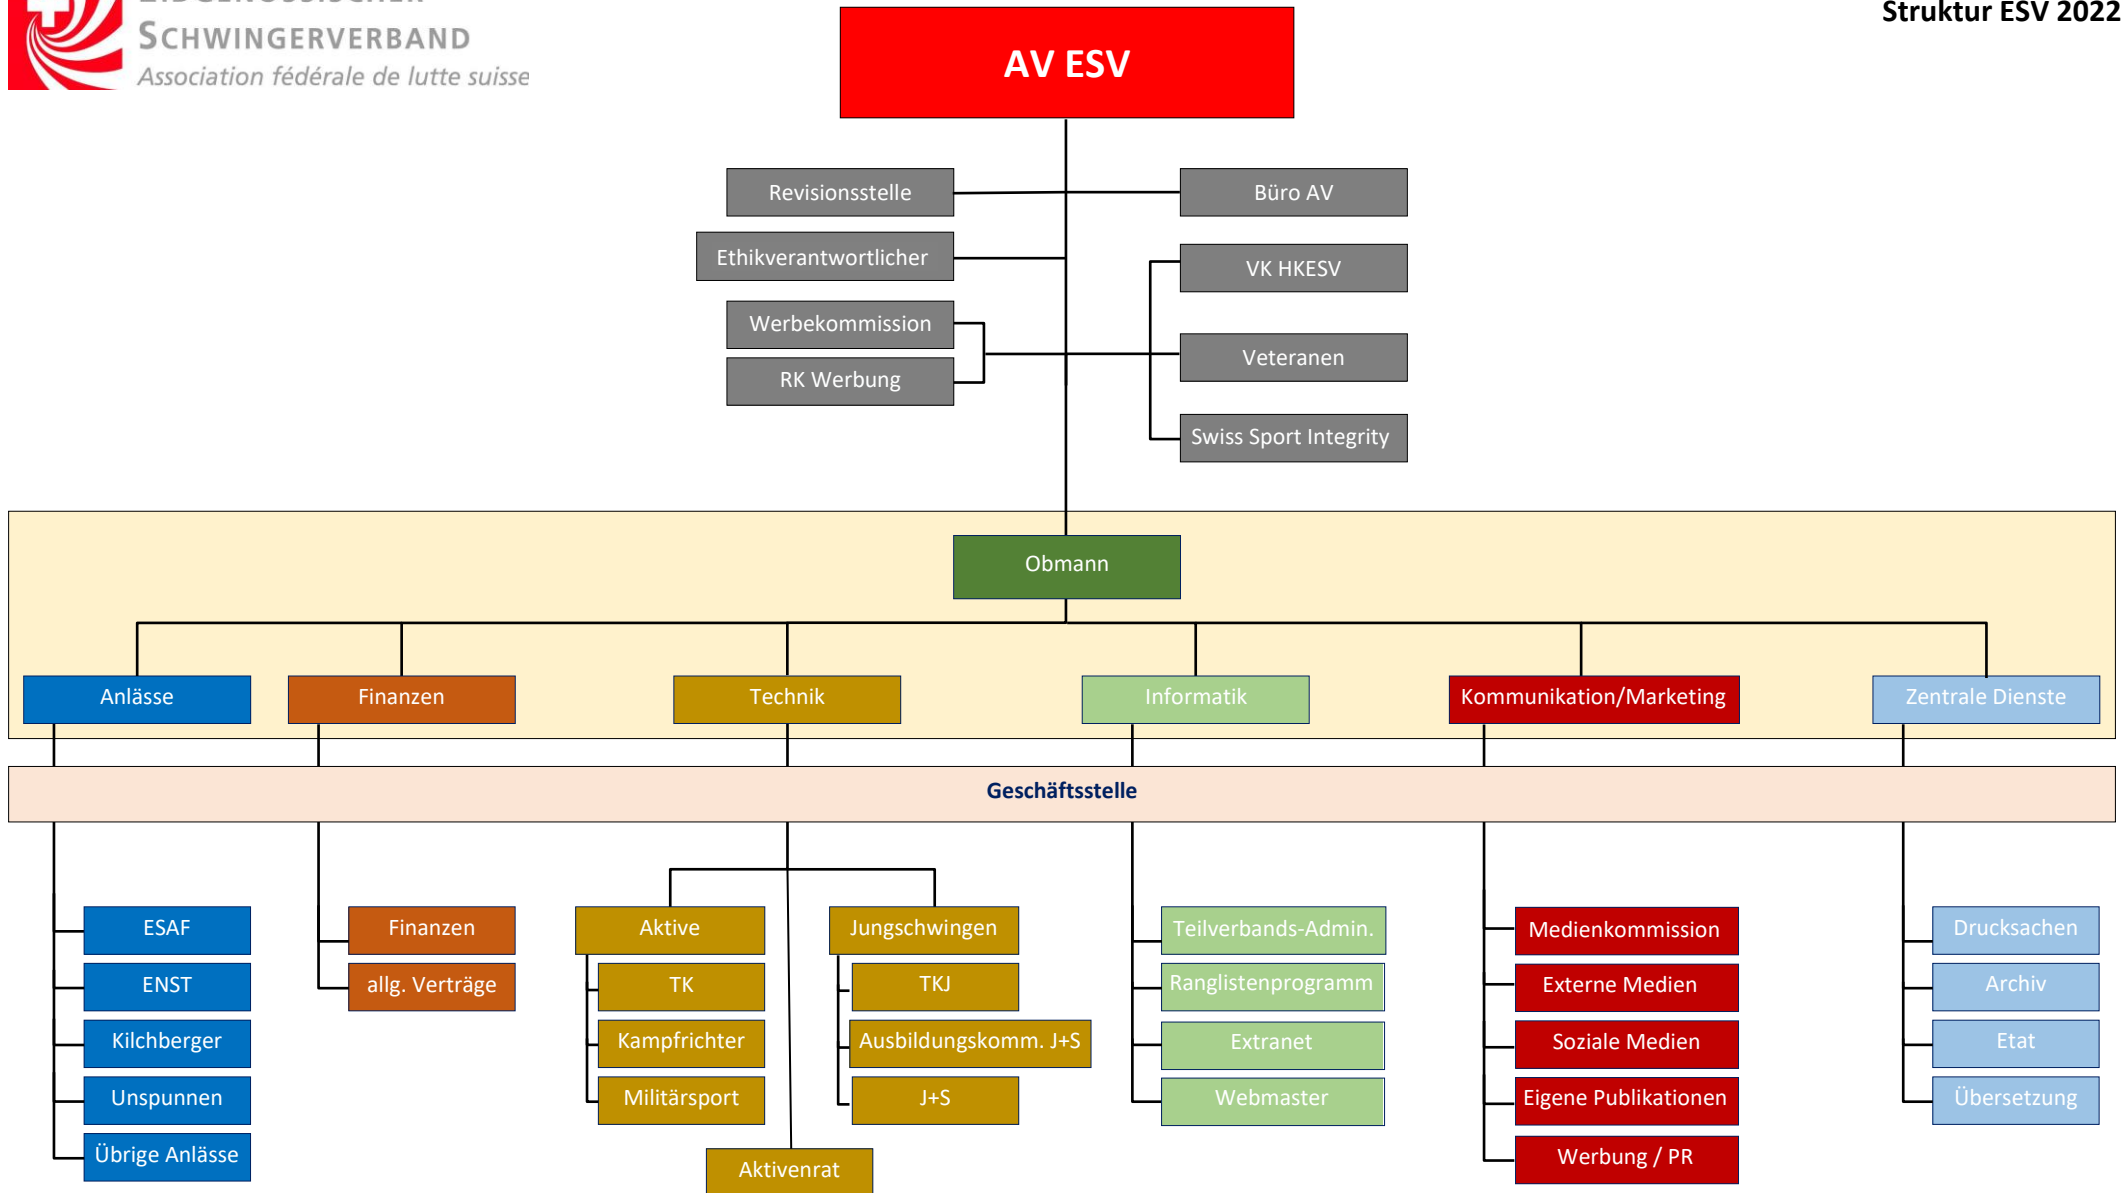 SCHWINGERVERBAND
Association fédérale de lutte suisse
Struktur ESV 2022
AV ESV
Revisionsstelle
Büro AV
Ethikverantwortlicher
VK HKESV
Werbekommission
Veteranen
RK Werbung
Swiss Sport Integrity
Obmann
Anlässe
Finanzen
Technik
Informatik
Kommunikation/Marketing
Zentrale Dienste
Geschäftsstelle
ESAF
ENST
Kilchberger
Unspunnen
Übrige Anlässe
Finanzen
allg. Verträge
Aktive
TK
Kampfrichter
Militärsport
Jungschwingen
TKJ
Ausbildungskomm. J+S
J+S
Aktivenrat
Teilverbands-Admin.
Ranglistenprogramm
Extranet
Webmaster
Medienkommission
Externe Medien
Soziale Medien
Eigene Publikationen
Werbung / PR
Drucksachen
Archiv
Etat
Übersetzung